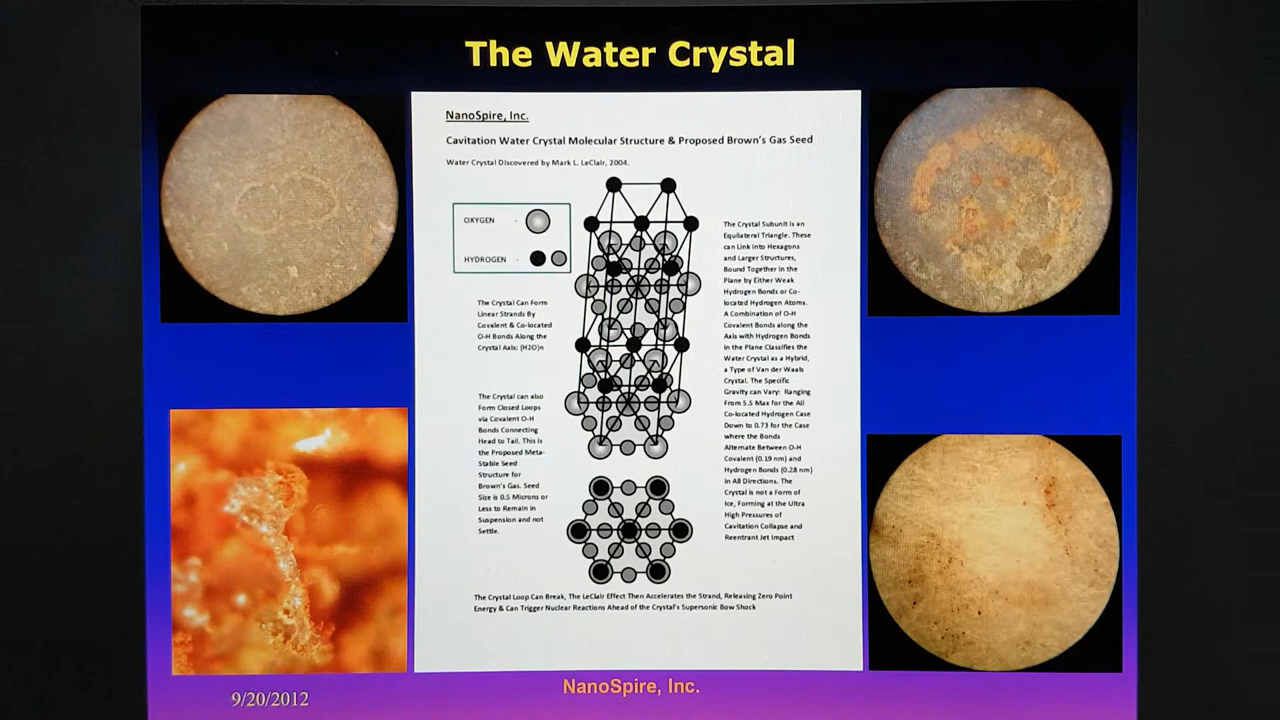 The Water Crystal
NanoSpire, Inc.
Cavitation Water Crystal Molecular Structure & Proposed Brown's Gas Seed
Water Crystal Discovered by Mark L. LeClair, 2004.
OXYGEN -
HYDROGEN -
The Crystal Can Form
Linear Strands By
Covalent & Co-located
O-H Bonds Along the
Crystal Axis: (H2O)n
The Crystal can also
Form Closed Loops
via Covalent O-H
Bonds Connecting
Head to Tail. This is
the Proposed Meta-
Stable Seed
Structure for
Brown's Gas. Seed
Size is 0.5 Microns or
Less to Remain in
Suspension and not
Settle.
The Crystal Subunit is an
Equilateral Triangle. These
can Link Into Hexagons
and Larger Structures,
Bound Together in the
Plane by Either Weak
Hydrogen Bonds or Co-
located Hydrogen Atoms.
A Combination of O-H
Covalent Bonds along the
Axis with Hydrogen Bonds
in the Plane Classifies the
Water Crystal as a Hybrid,
a Type of Van der Waals
Crystal. The Specific
Gravity can Vary: Ranging
From 5.5 Max for the All
Co-located Hydrogen Case
Down to 0.73 for the Case
where the Bonds
Alternate Between O-H
Covalent (0.19 nm) and
Hydrogen Bonds (0.28 nm)
in All Directions. The
Crystal is not a Form of
Ice, Forming at the Ultra
High Pressures of
Cavitation Collapse and
Reentrant Jet Impact
The Crystal Loop Can Break, The LeClair Effect Then Accelerates the Strand, Releasing Zero Point
Energy & Can Trigger Nuclear Reactions Ahead of the Crystal's Supersonic Bow Shock
9/20/2012
NanoSpire, Inc.